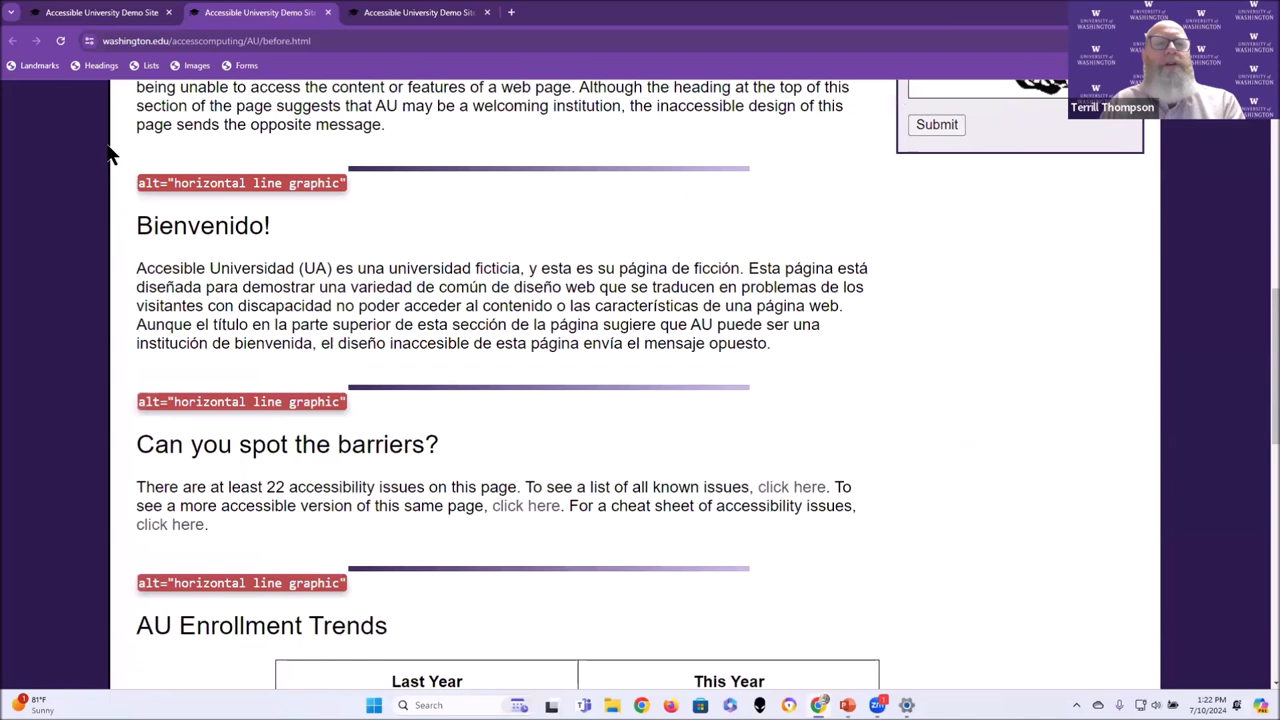 Accessible University Demo Site
Accessible University Demo Site
Accessible University Demo Site
washington.edu/accesscomputing/AU/before.html
Landmarks
Headings
Lists
Images
Forms
UNIVERSITY of WASHINGTON
Terrill Thompson
being unable to access the content or features of a web page. Although the heading at the top of this
section of the page suggests that AU may be a welcoming institution, the inaccessible design of this
page sends the opposite message.
Submit
alt="horizontal line graphic"
Bienvenido!
Accesible Universidad (UA) es una universidad ficticia, y esta es su página de ficción. Esta página está
diseñada para demostrar una variedad de común de diseño web que se traducen en problemas de los
visitantes con discapacidad no poder acceder al contenido o las características de una página web.
Aunque el título en la parte superior de esta sección de la página sugiere que AU puede ser una
institución de bienvenida, el diseño inaccesible de esta página envía el mensaje opuesto.
alt="horizontal line graphic"
Can you spot the barriers?
There are at least 22 accessibility issues on this page. To see a list of all known issues, click here. To
see a more accessible version of this same page, click here. For a cheat sheet of accessibility issues,
click here.
alt="horizontal line graphic"
AU Enrollment Trends
Last Year
This Year
81°F
Sunny
Search
1:22 PM
7/10/2024